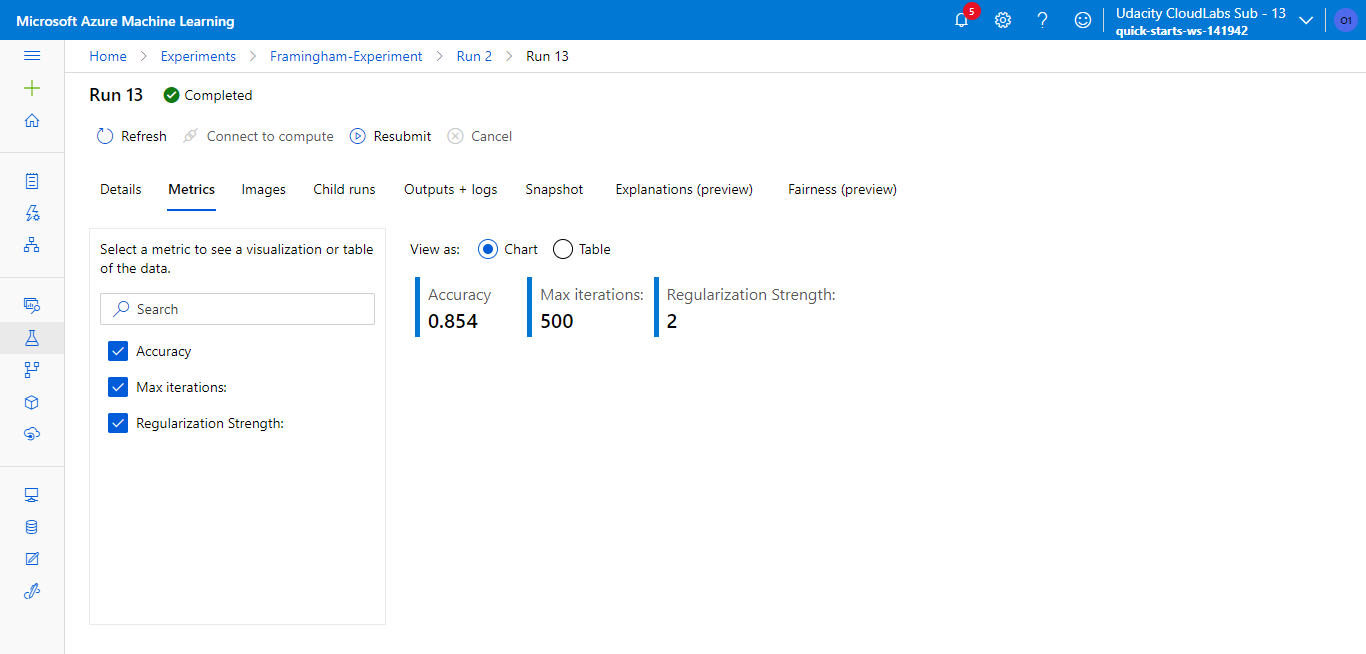 Microsoft Azure Machine Learning
5
Udacity CloudLabs Sub - 13
quick-starts-ws-141942
O1
Home > Experiments > Framingham-Experiment > Run 2 > Run 13
Run 13 Completed
Refresh Connect to compute Resubmit Cancel
Details Metrics Images Child runs Outputs + logs Snapshot Explanations (preview) Fairness (preview)
Select a metric to see a visualization or table
of the data.
Search
Accuracy
Max iterations:
Regularization Strength:
View as: Chart Table
Accuracy Max iterations: Regularization Strength:
0.854 500 2